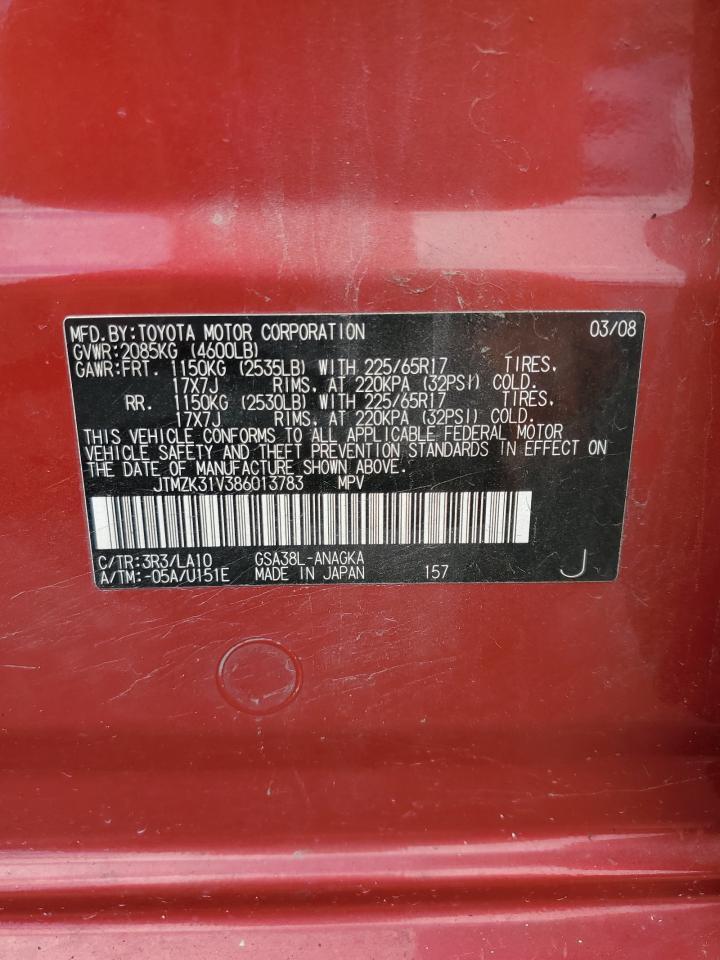 MFD.BY:TOYOTA MOTOR CORPORATION 03/08
GVWR:2085KG (4600LB)
GAWR:FRT. 1150KG (2535LB) WITH 225/65R17 TIRES,
17X7J RIMS, AT 220KPA (32PSI) COLD.
RR. 1150KG (2530LB) WITH 225/65R17 TIRES,
17X7J RIMS, AT 220KPA (32PSI) COLD.
THIS VEHICLE CONFORMS TO ALL APPLICABLE FEDERAL MOTOR
VEHICLE SAFETY AND THEFT PREVENTION STANDARDS IN EFFECT ON
THE DATE OF MANUFACTURE SHOWN ABOVE.
JTMZK31V386013783 MPV
C/TR:3R3/LA10 GSA38L-ANAGKA
A/TM:-05A/U151E MADE IN JAPAN 157 J